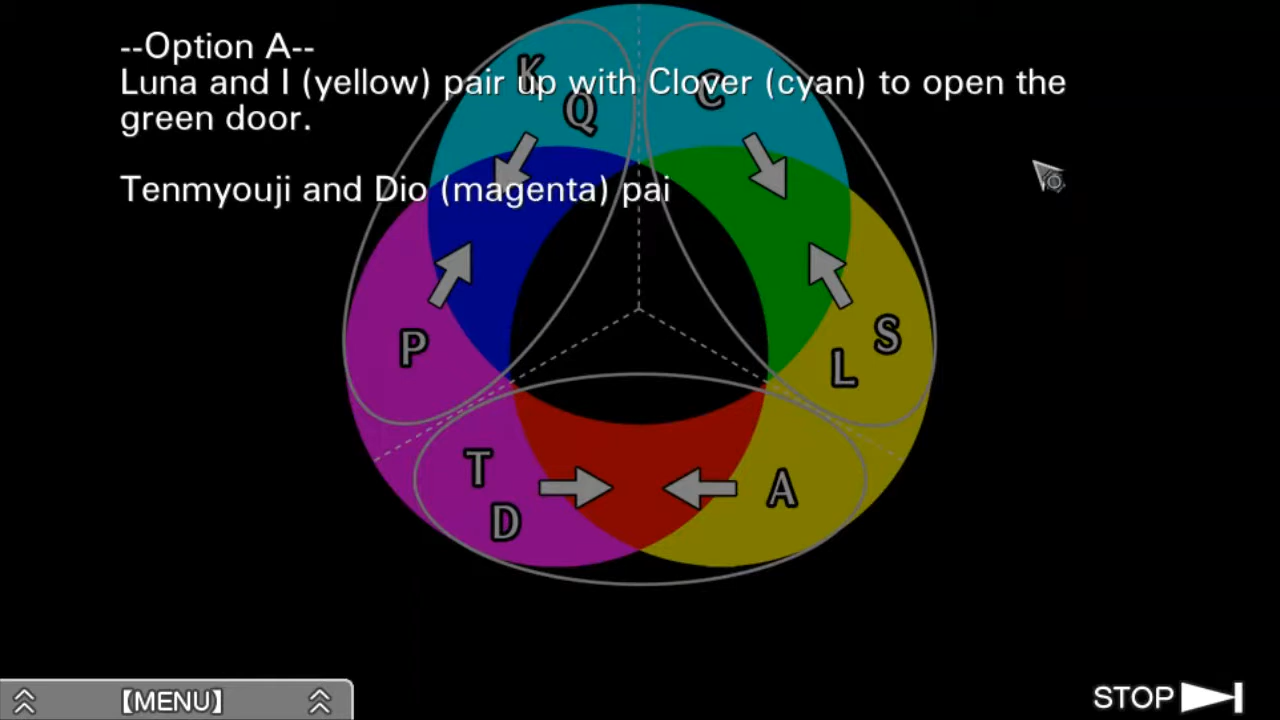 --Option A--
Luna and I (yellow) pair up with Clover (cyan) to open the
green door.
Tenmyouji and Dio (magenta) pai
K
Q
C
P
S
L
T
D
A
【MENU】
STOP